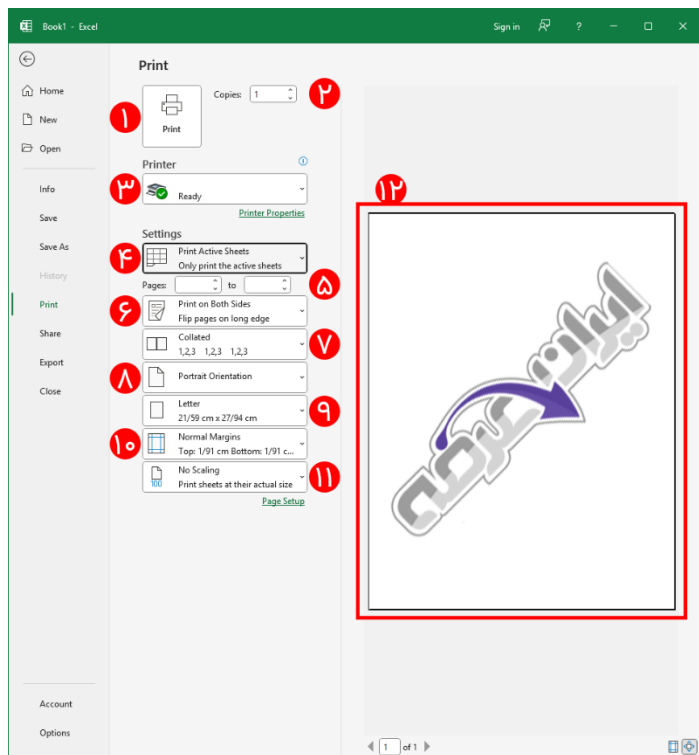 Book1 - Excel
Sign in
?
Print
Home
New
Open
Info
Save
Save As
History
Print
Share
Export
Close
Account
Options
۱
Print
Copies: 1
۲
Printer
۳
Ready
Printer Properties
Settings
۴
Print Active Sheets
Only print the active sheets
Pages: to
۵
۶
Print on Both Sides
Flip pages on long edge
Collated
1,2,3 1,2,3 1,2,3
۷
۸
Portrait Orientation
Letter
21/59 cm x 27/94 cm
۹
۱۰
Normal Margins
Top: 1/91 cm Bottom: 1/91 c...
No Scaling
Print sheets at their actual size
100
۱۱
Page Setup
۱۲
ایران عرضه
1 of 1